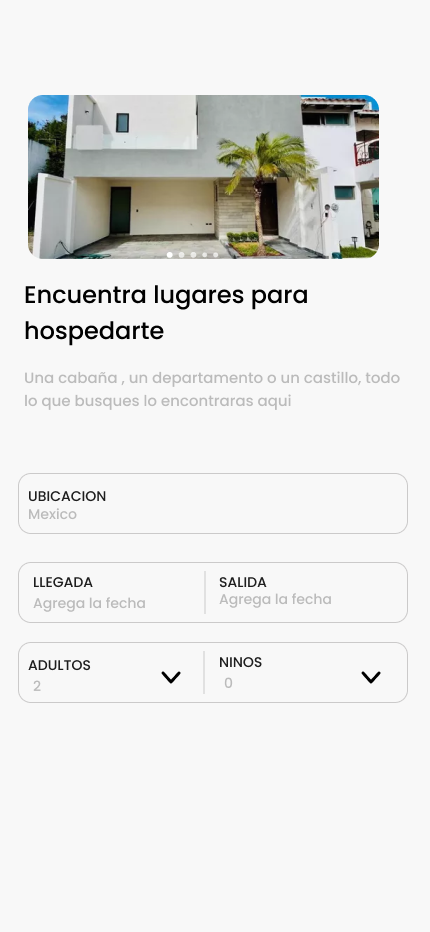 Encuentra lugares para
hospedarte
Una cabaña , un departamento o un castillo, todo
lo que busques lo encontraras aqui
UBICACION
Mexico
LLEGADA
SALIDA
Agrega la fecha
Agrega la fecha
ADULTOS
NINOS
2
0